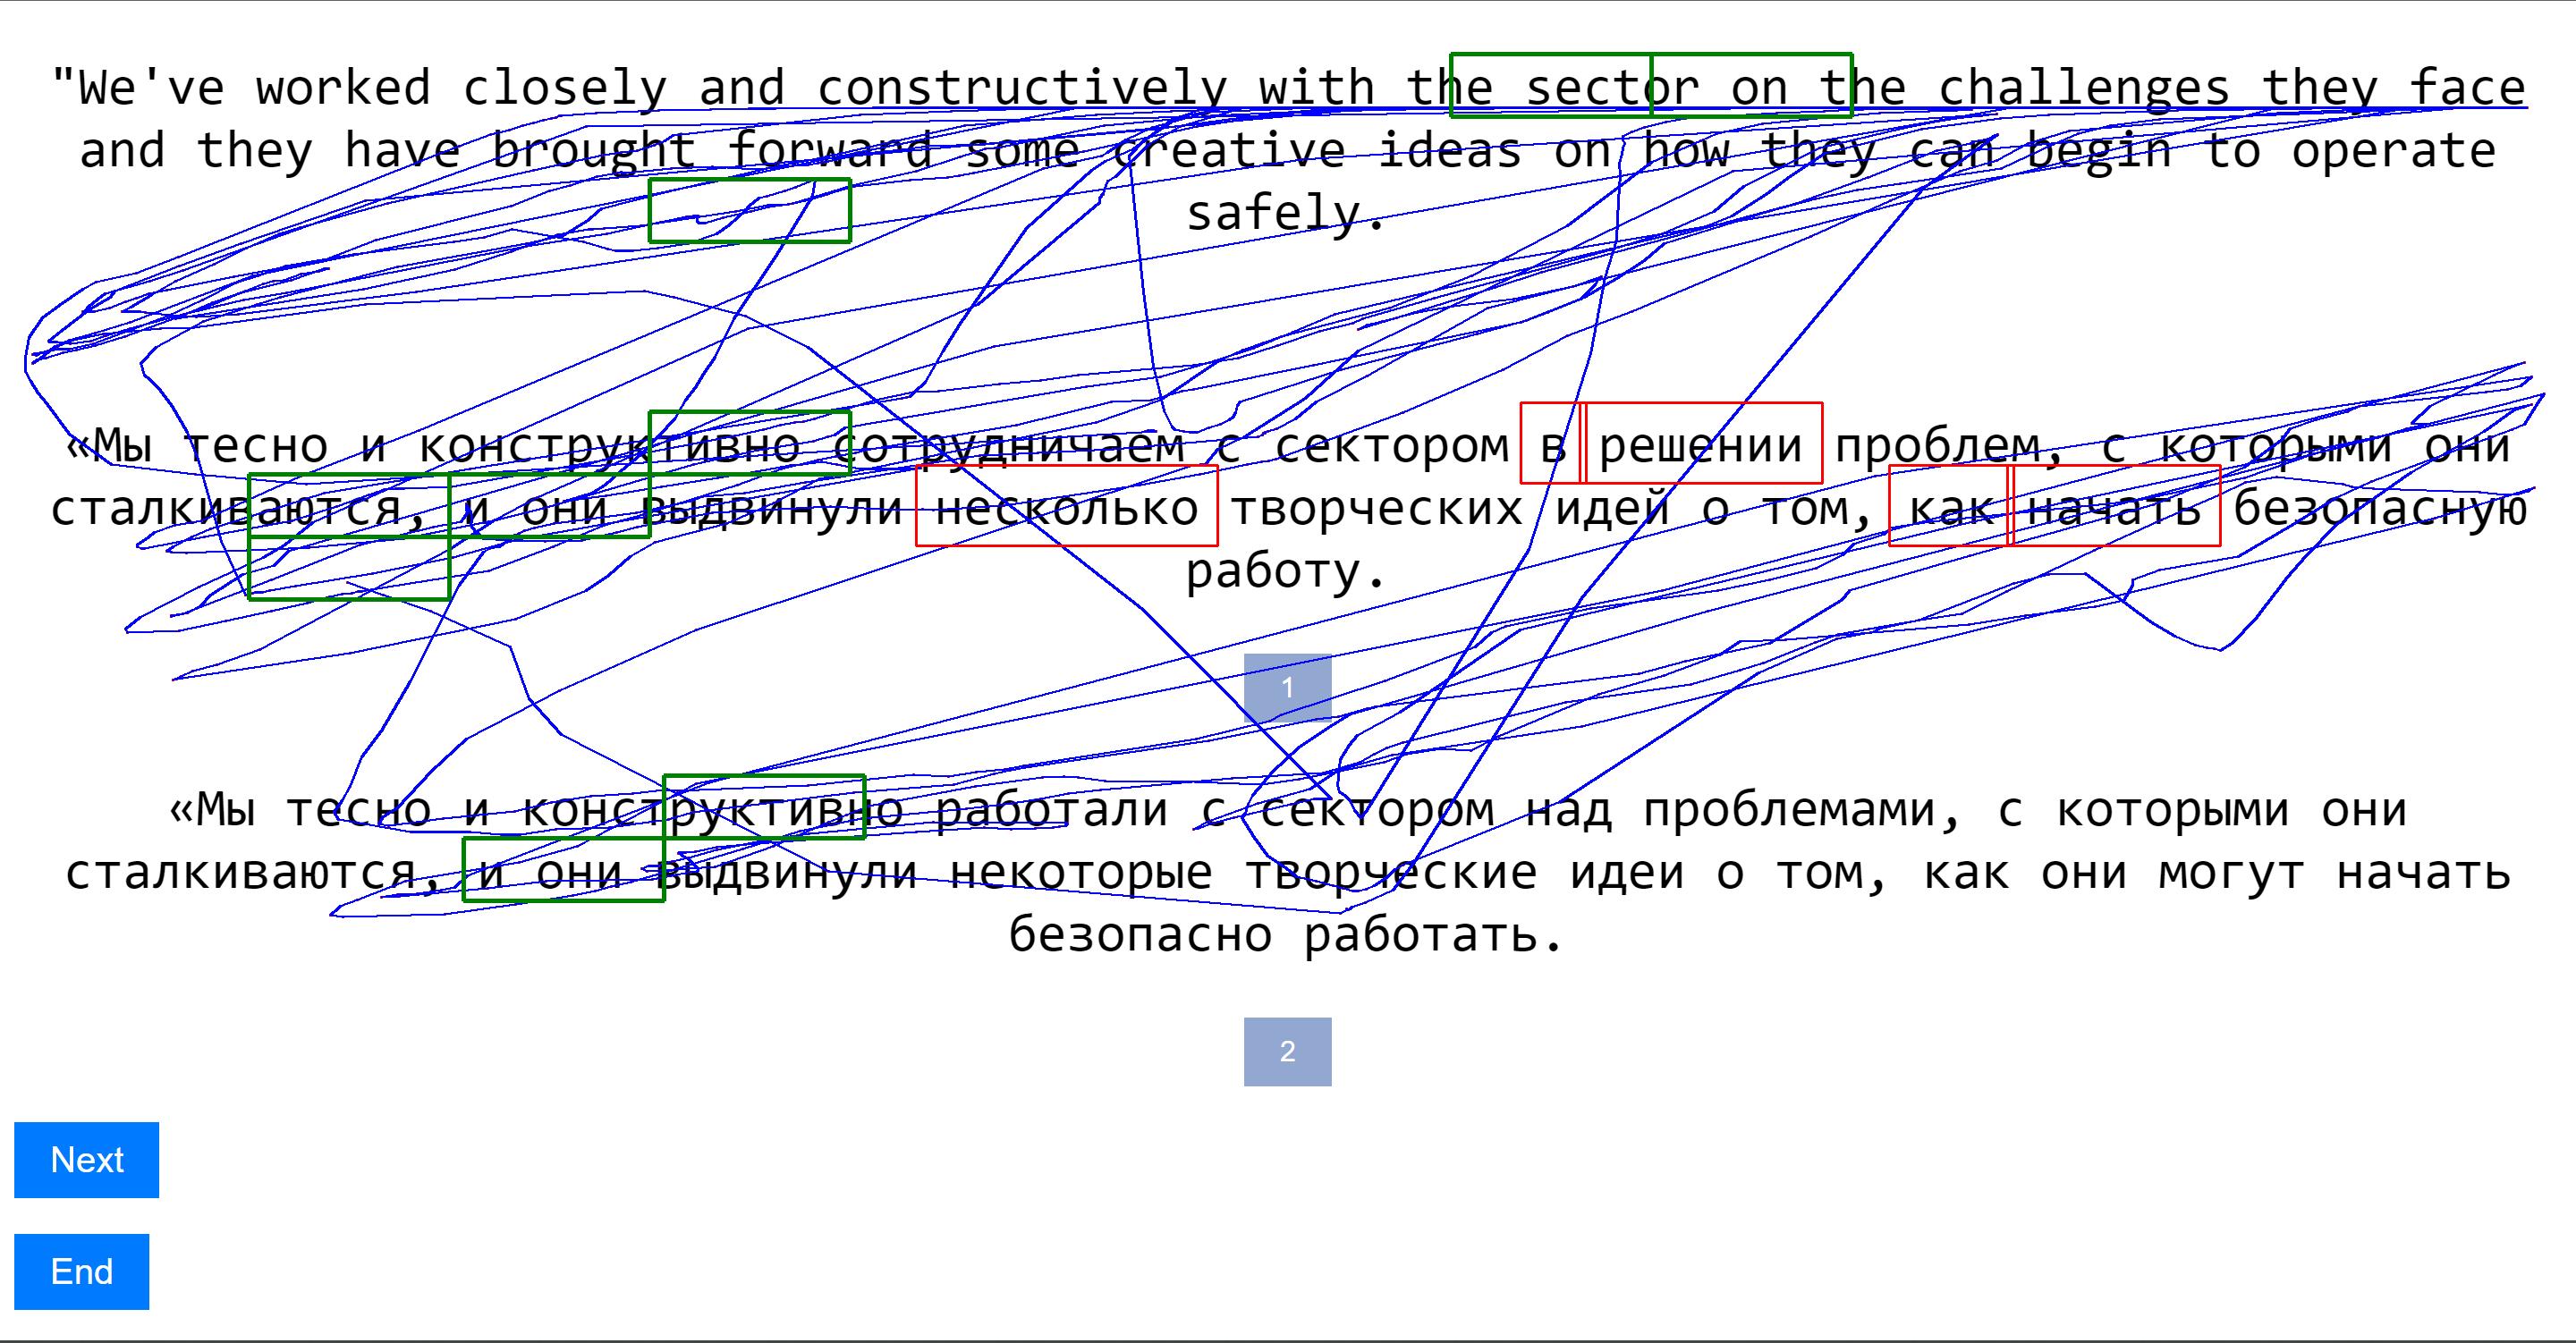 "We've worked closely and constructively with the sector on the challenges they face
and they have brought forward some creative ideas on how they can begin to operate
safely.
«Мы тесно и конструктивно сотрудничаем с сектором в решении проблем, с которыми они
сталкиваются, и они выдвинули несколько творческих идей о том, как начать безопасную
работу.
1
«Мы тесно и конструктивно работали с сектором над проблемами, с которыми они
сталкиваются, и они выдвинули некоторые творческие идеи о том, как они могут начать
безопасно работать.
2
Next
End